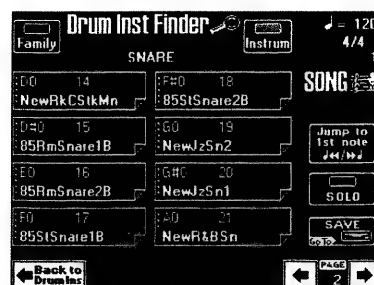 Drum Inst Finder
Family
Instrum
♩= 120
4/4
SNARE
SONG
D0 14
NewRkCStkMn
F#0 18
85StSnare2B
D#0 15
85RmSnare1B
G0 19
NewJzSn2
Jump to
1st note
E0 16
85RmSnare2B
G#0 20
NewJzSn1
SOLO
F0 17
85StSnare1B
A0 21
NewR&BSn
SAVE
GoTo>
Back to
DrumIns
PAGE
2